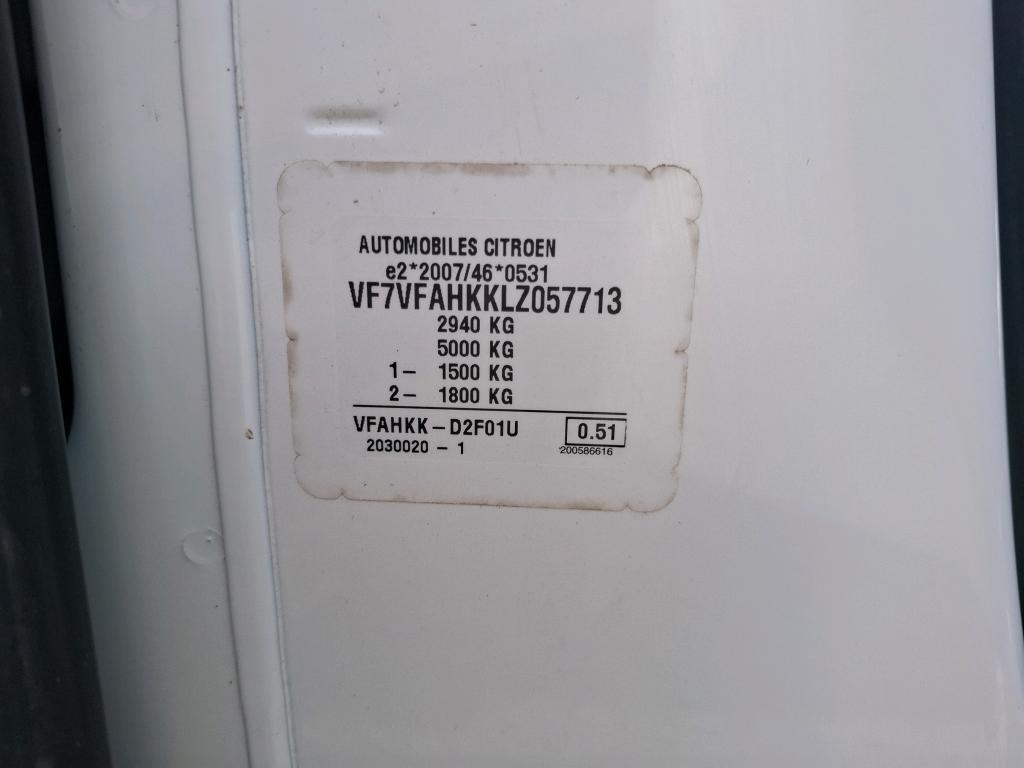 AUTOMOBILES CITROEN
e2*2007/46*0531
VF7VFAHKKLZ057713
2940 KG
5000 KG
1- 1500 KG
2- 1800 KG
VFAHKK-D2F01U 0.51
2030020 - 1 200586616